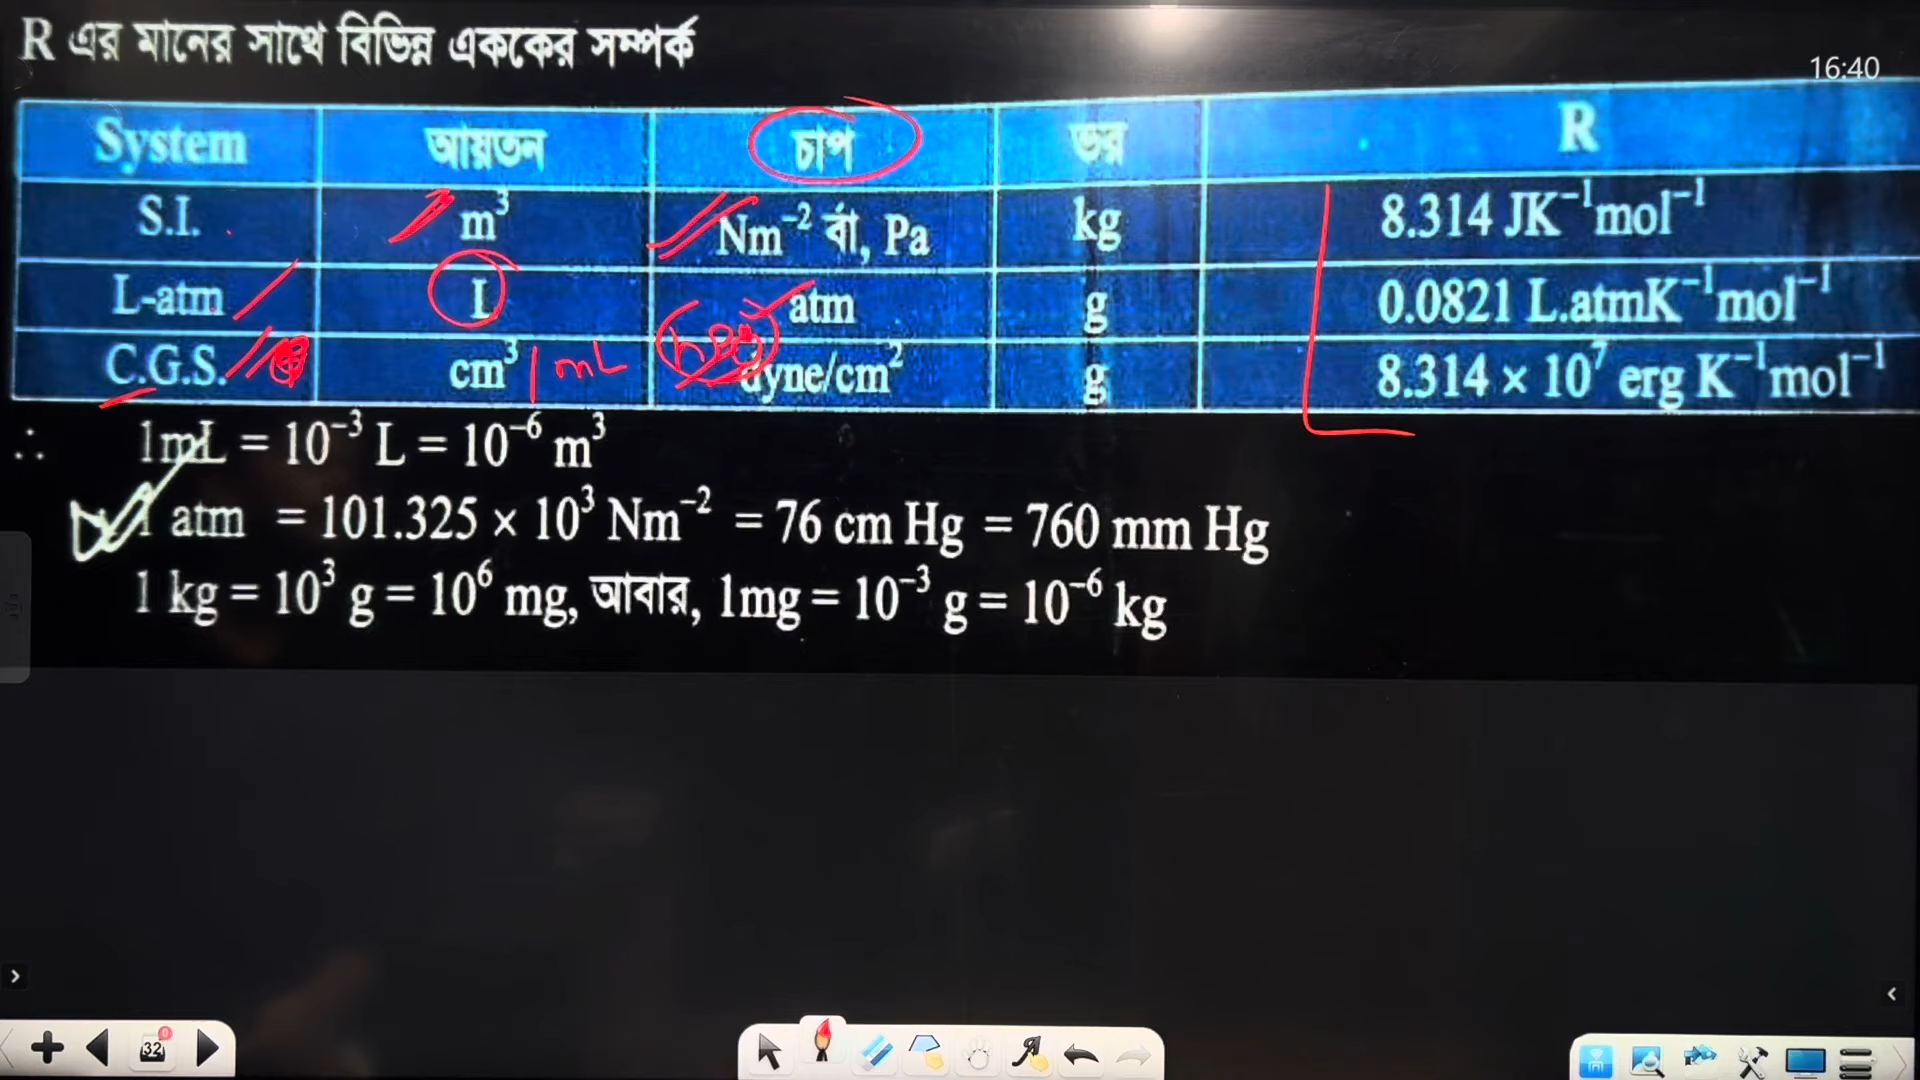 R এর মানের সাথে বিভিন্ন এককের সম্পর্ক
16:40
System আয়তন চাপ ভর R
S.I. m³ Nm⁻² বা, Pa kg 8.314 JK⁻¹mol⁻¹
L-atm L atm g 0.0821 L.atmK⁻¹mol⁻¹
C.G.S. cm³ mL dyne/cm² g 8.314 × 10⁷ erg K⁻¹mol⁻¹
∴ 1mL = 10⁻³ L = 10⁻⁶ m³
1 atm = 101.325 × 10³ Nm⁻² = 76 cm Hg = 760 mm Hg
1 kg = 10³ g = 10⁶ mg, আবার, 1mg = 10⁻³ g = 10⁻⁶ kg
32